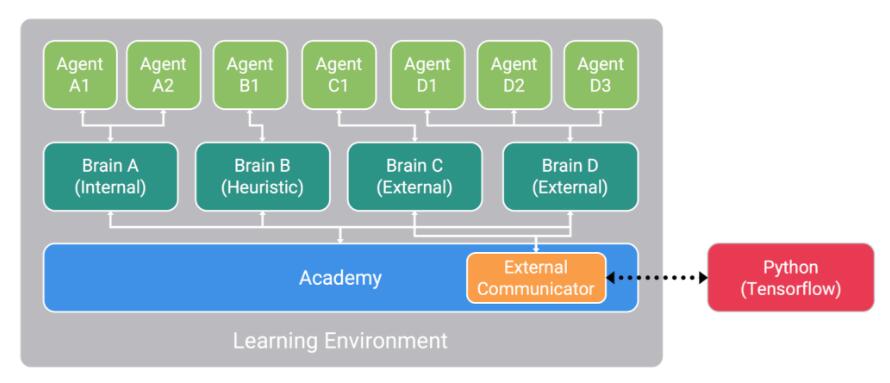 Agent
A1
Agent
A2
Agent
B1
Agent
C1
Agent
D1
Agent
D2
Agent
D3
Brain A
(Internal)
Brain B
(Heuristic)
Brain C
(External)
Brain D
(External)
Academy
External
Communicator
Python
(Tensorflow)
Learning Environment